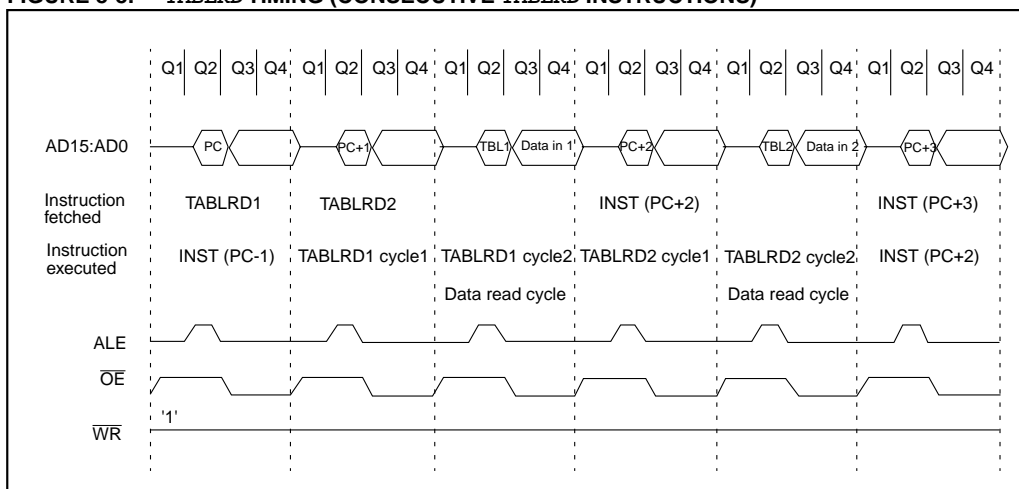 FIGURE 6-6: TABLRD TIMING (CONSECUTIVE TABLRD INSTRUCTIONS)
Q1 Q2 Q3 Q4 Q1 Q2 Q3 Q4 Q1 Q2 Q3 Q4 Q1 Q2 Q3 Q4 Q1 Q2 Q3 Q4 Q1 Q2 Q3 Q4
AD15:AD0 PC PC+1 TBL1 Data in 1 PC+2 TBL2 Data in 2 PC+3
Instruction
fetched
TABLRD1 TABLRD2 INST (PC+2) INST (PC+3)
Instruction
executed
INST (PC-1) TABLRD1 cycle1 TABLRD1 cycle2 TABLRD2 cycle1 TABLRD2 cycle2 INST (PC+2)
Data read cycle Data read cycle
ALE
OE
'1'
WR